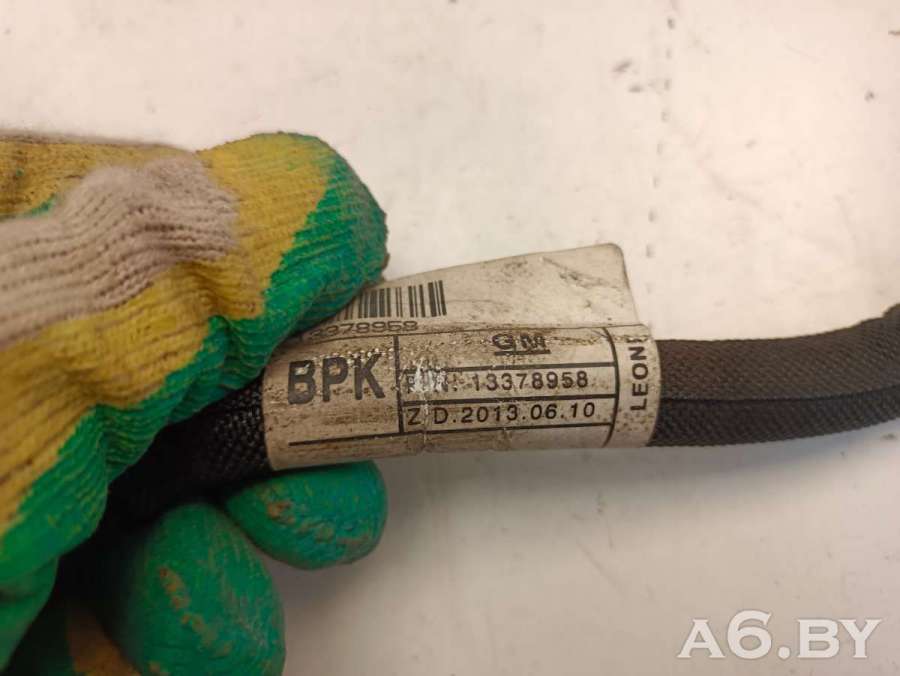 13378958
GM
BPK
P/N: 13378958
Z.D.2013.06.10
LEONI
A6.BY